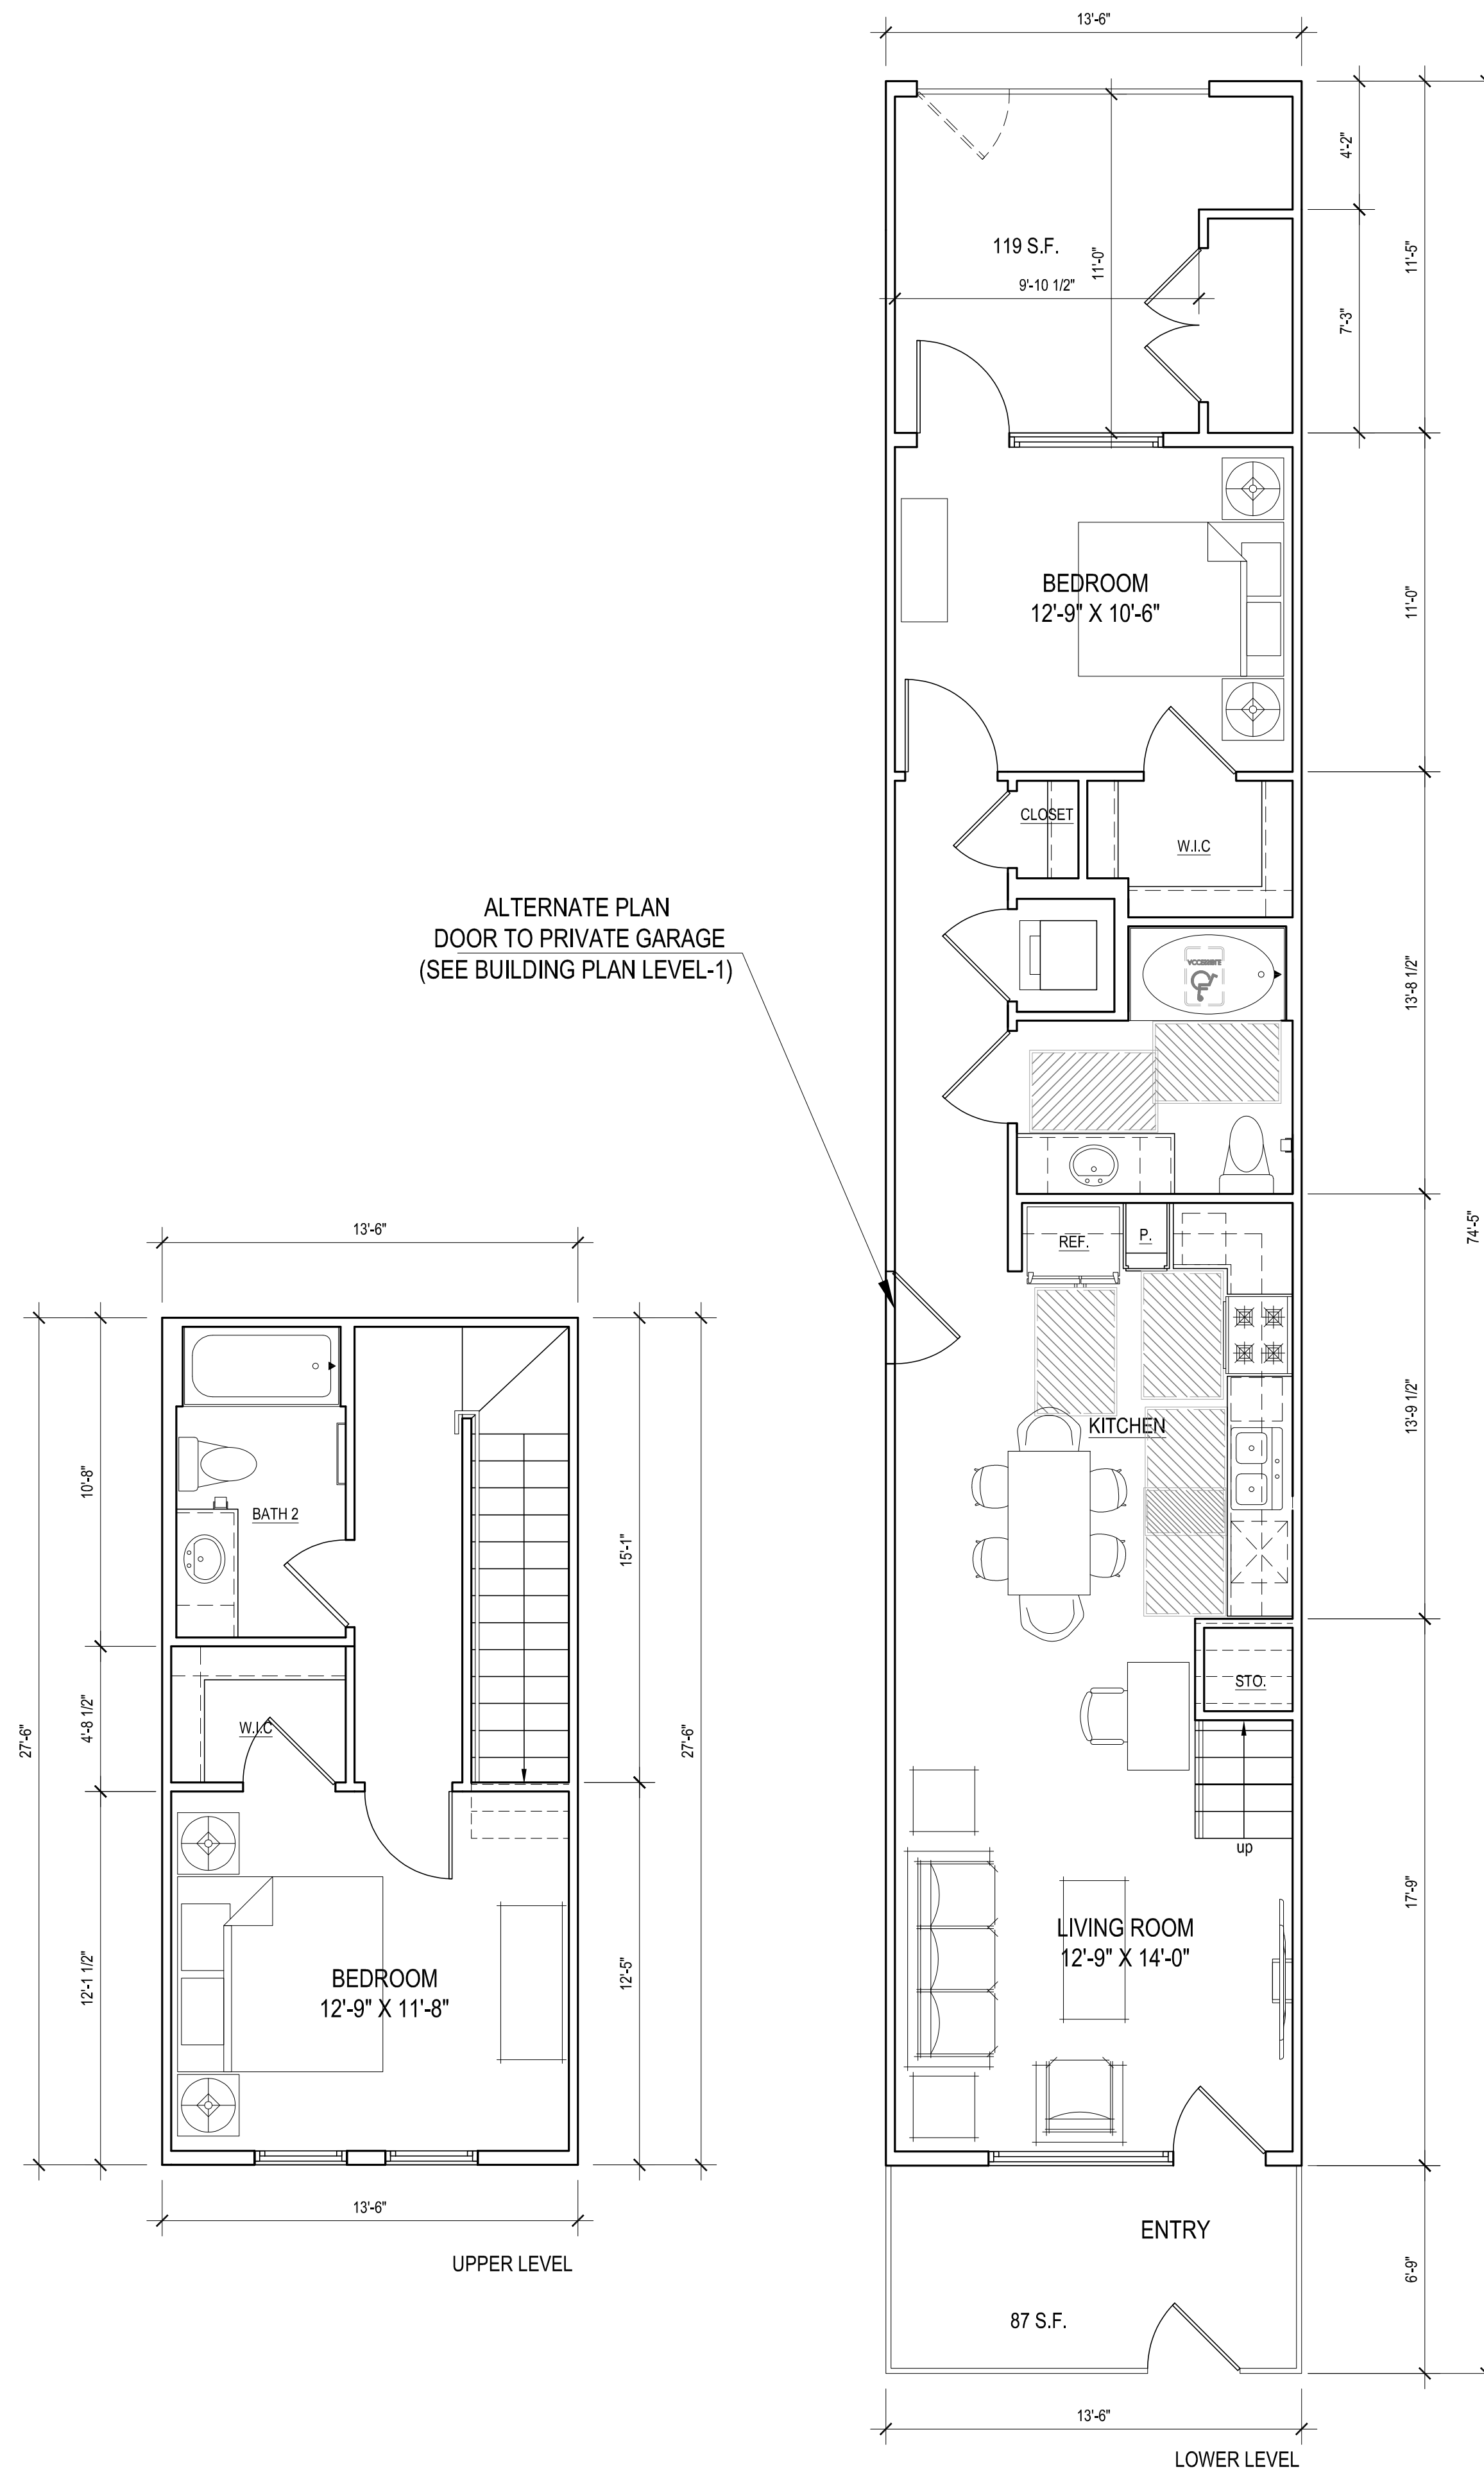 13'-6"
4'-2"
11'-5"
119 S.F.
11'-0"
9'-10 1/2"
7'-3"
BEDROOM
12'-9" X 10'-6"
11'-0"
CLOSET
W.I.C
ALTERNATE PLAN
DOOR TO PRIVATE GARAGE
(SEE BUILDING PLAN LEVEL-1)
ACCESSIBLE
13'-8 1/2"
REF.
P.
74'-5"
KITCHEN
13'-9 1/2"
STO.
up
LIVING ROOM
12'-9" X 14'-0"
17'-9"
ENTRY
87 S.F.
6'-9"
13'-6"
LOWER LEVEL
13'-6"
10'-8"
BATH 2
15'-1"
27'-6"
4'-8 1/2"
W.I.C
27'-6"
12'-1 1/2"
BEDROOM
12'-9" X 11'-8"
12'-5"
13'-6"
UPPER LEVEL